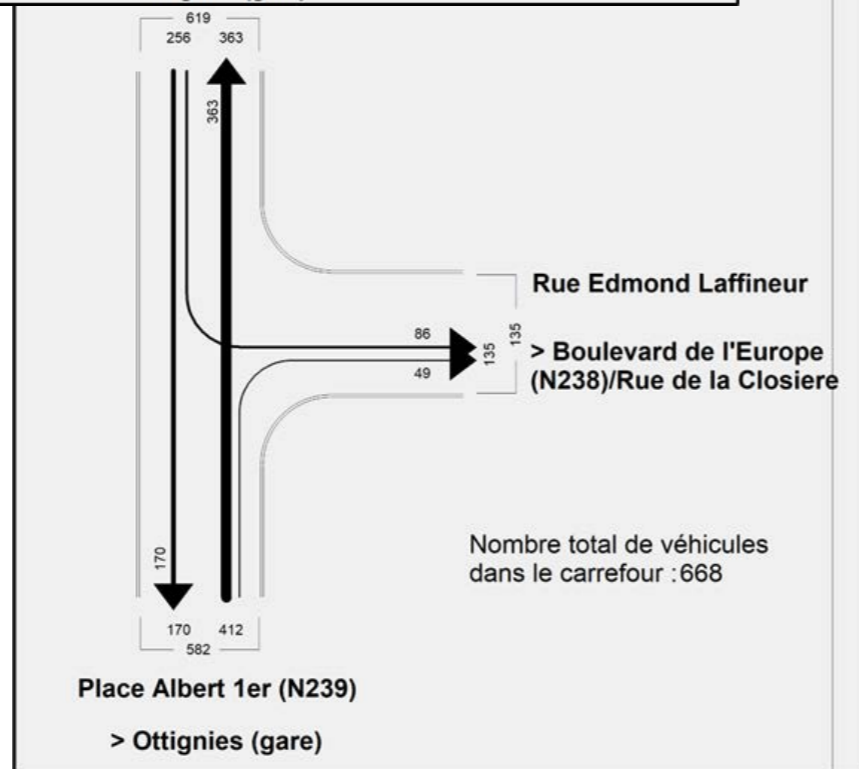 619
256 363
363
86
135
135
49
Rue Edmond Laffineur
> Boulevard de l'Europe
(N238)/Rue de la Closiere
170
Nombre total de véhicules
dans le carrefour :668
170 412
582
Place Albert 1er (N239)
> Ottignies (gare)